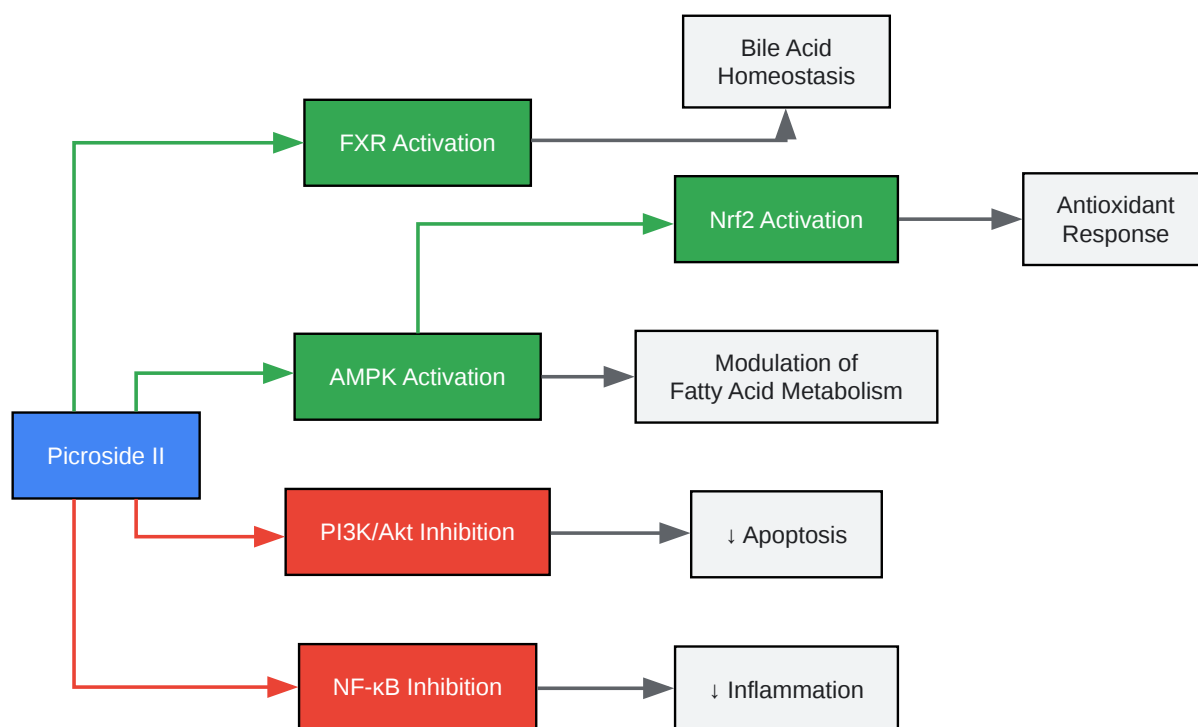 Bile Acid
Homeostasis
FXR Activation
Nrf2 Activation
Antioxidant
Response
AMPK Activation
Modulation of
Fatty Acid Metabolism
Picroside II
PI3K/Akt Inhibition
↓ Apoptosis
NF-κB Inhibition
↓ Inflammation